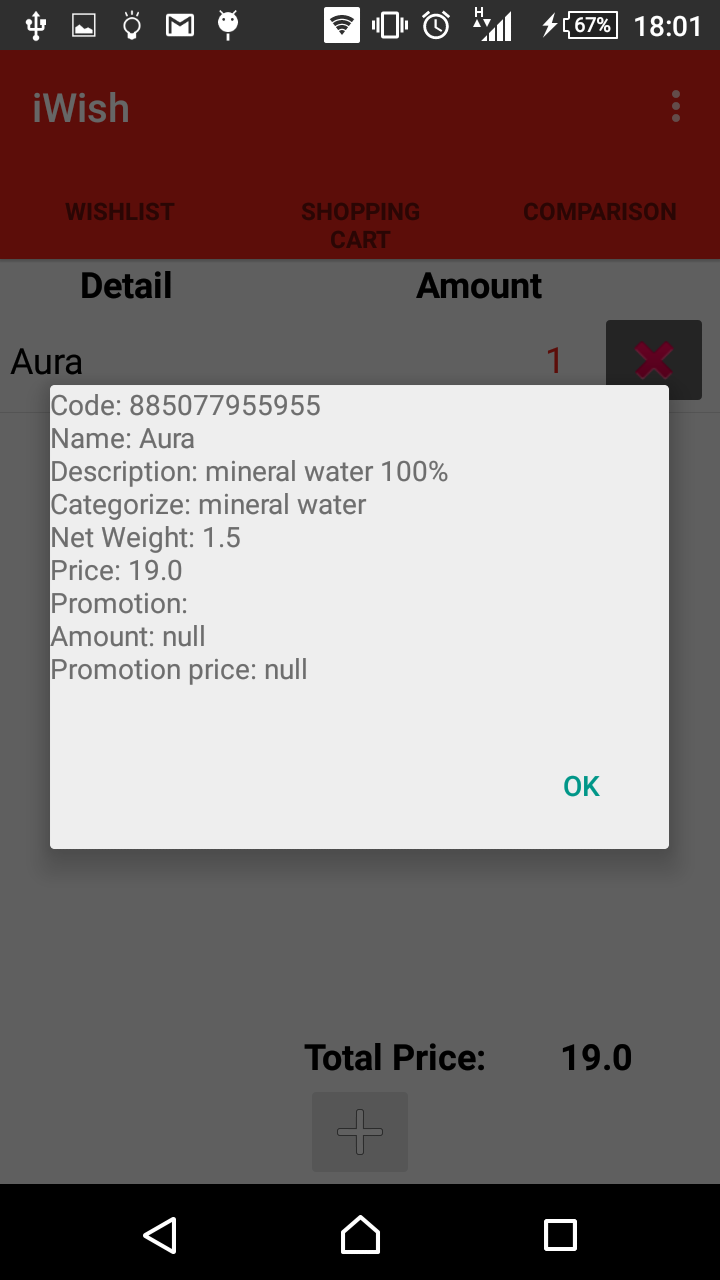 H
67%
18:01
iWish
WISHLIST
SHOPPING
CART
COMPARISON
Detail
Amount
Aura
1
Code: 885077955955
Name: Aura
Description: mineral water 100%
Categorize: mineral water
Net Weight: 1.5
Price: 19.0
Promotion:
Amount: null
Promotion price: null
OK
Total Price:
19.0